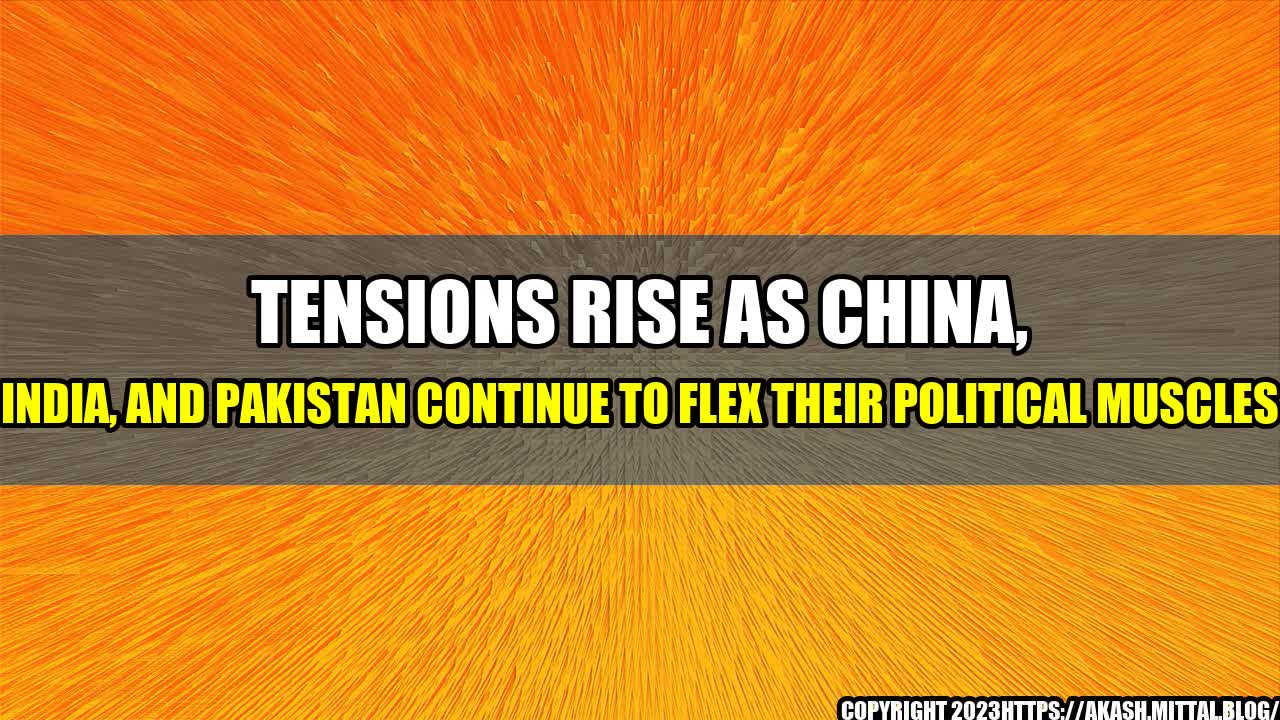 TENSIONS RISE AS CHINA,
INDIA, AND PAKISTAN CONTINUE TO FLEX THEIR POLITICAL MUSCLES
COPYRIGHT 2023HTTPS://AKASH.MITTAL.BLOG/